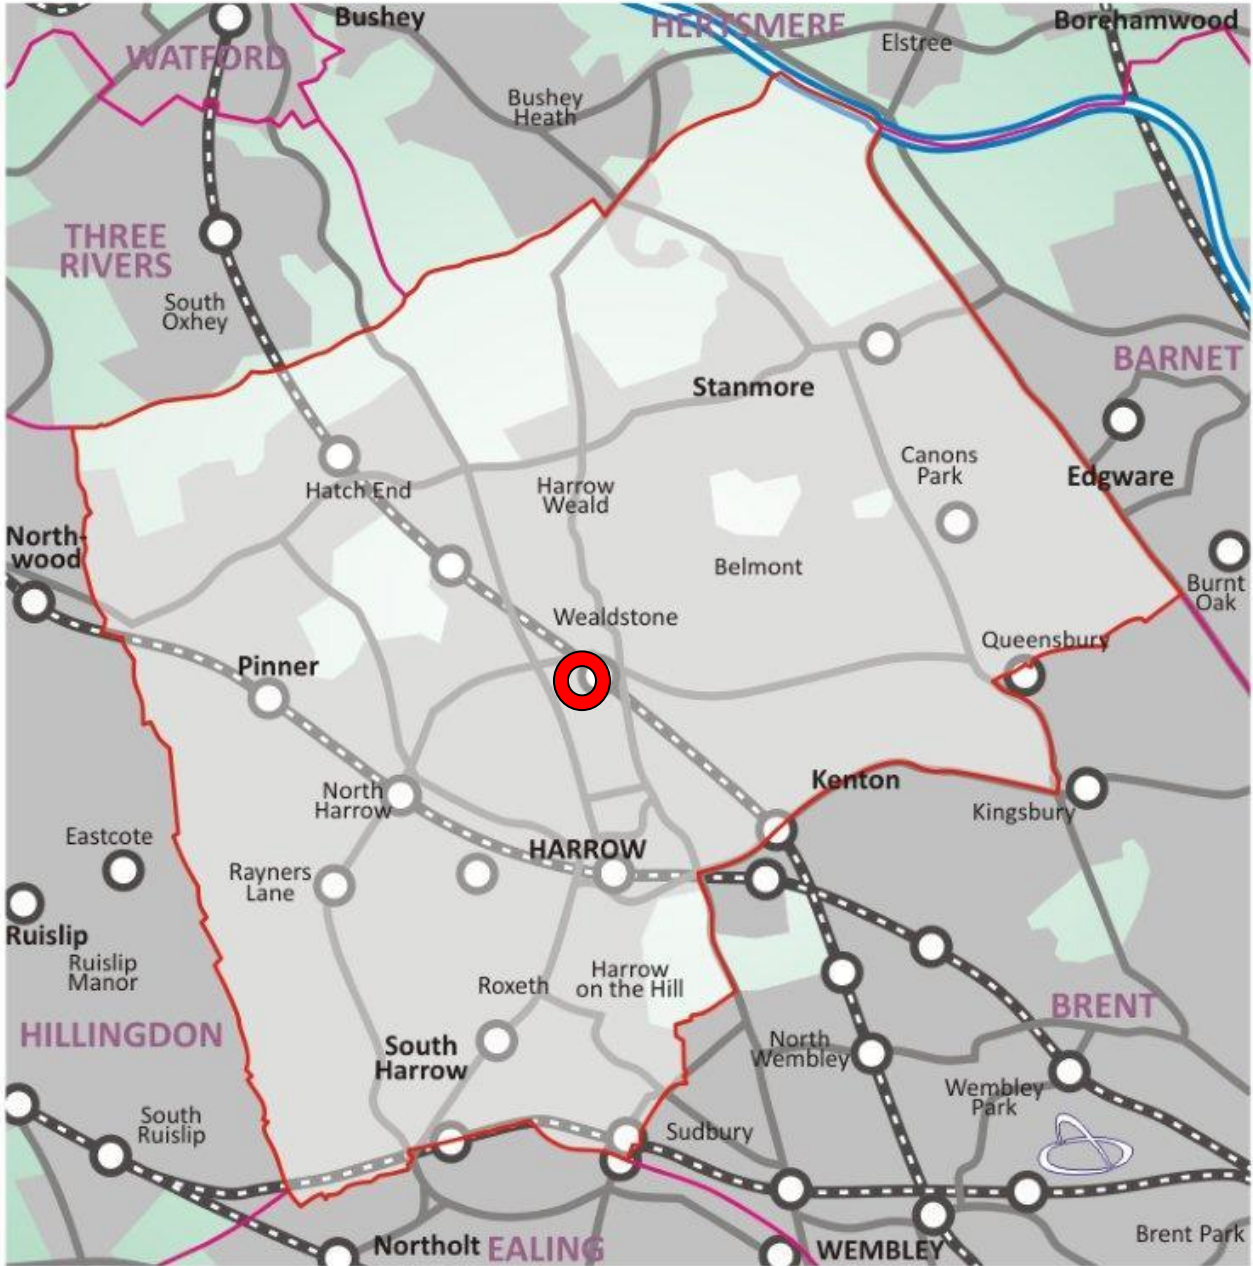 Bushey
HERTSMERE
Borehamwood
Elstree
WATFORD
Bushey
Heath
THREE
RIVERS
South
Oxhey
BARNET
Stanmore
Edgware
Canons
Park
Hatch End
Harrow
Weald
North-
wood
Belmont
Burnt
Oak
Wealdstone
Queensbury
Pinner
Kenton
North
Harrow
Kingsbury
Eastcote
HARROW
Rayners
Lane
Ruislip
Ruislip
Manor
Roxeth
Harrow
on the Hill
BRENT
HILLINGDON
South
Harrow
North
Wembley
Wembley
Park
South
Ruislip
Sudbury
Northolt
EALING
WEMBLEY
Brent Park